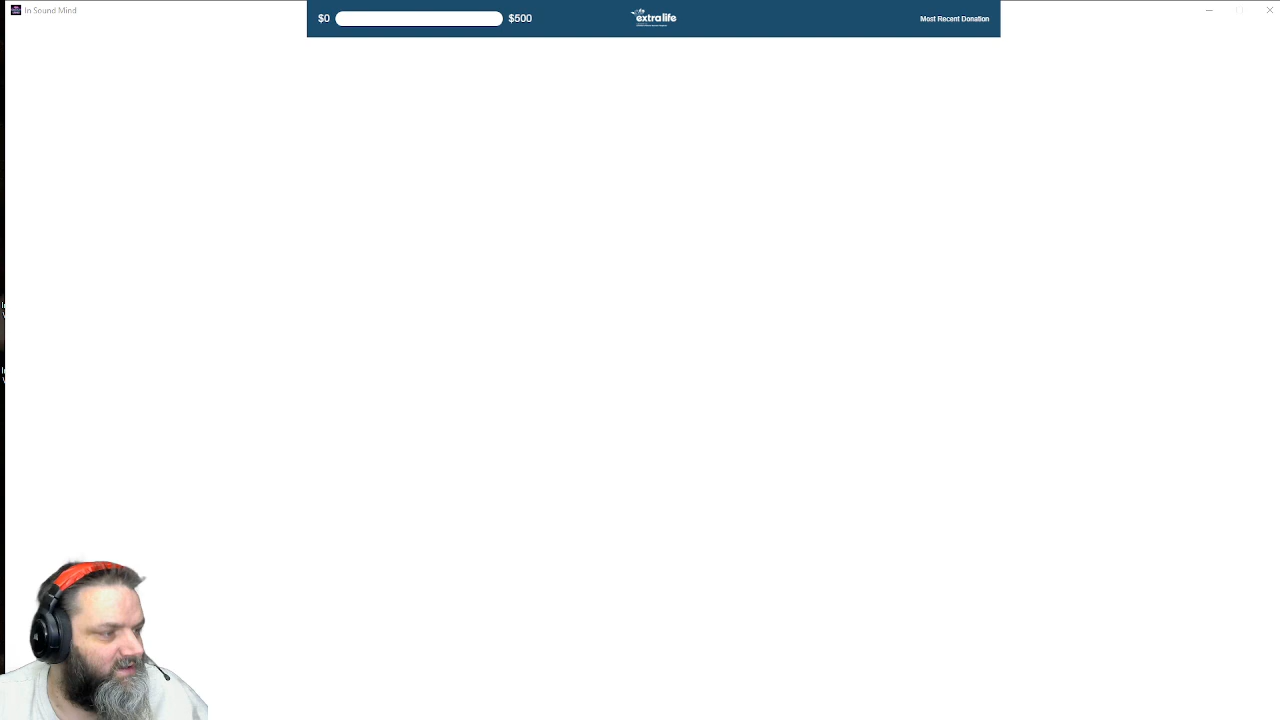 In Sound Mind
$0
$500
extralife
Most Recent Donation